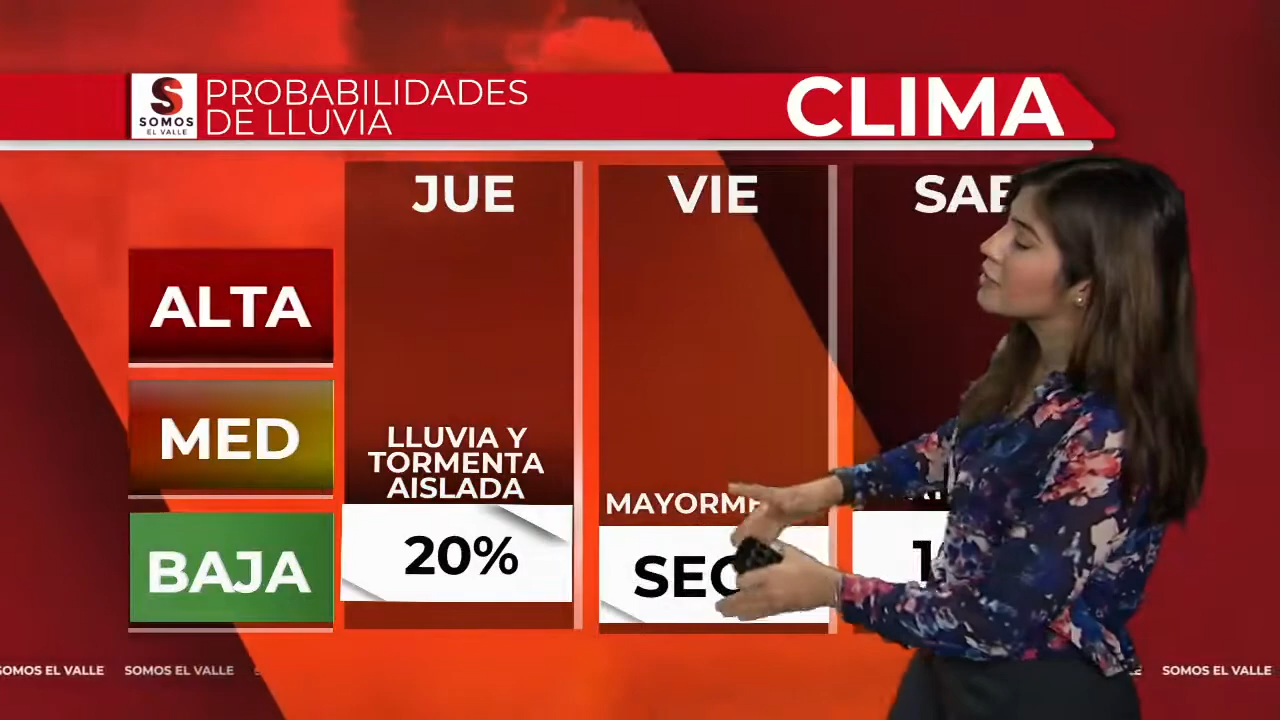 SOMOS
EL VALLE
PROBABILIDADES
DE LLUVIA
CLIMA
JUE
VIE
ALTA
MED
BAJA
LLUVIA Y
TORMENTA
AISLADA
20%
SOMOS EL VALLE
SOMOS EL VALLE
SOMOS EL VALLE